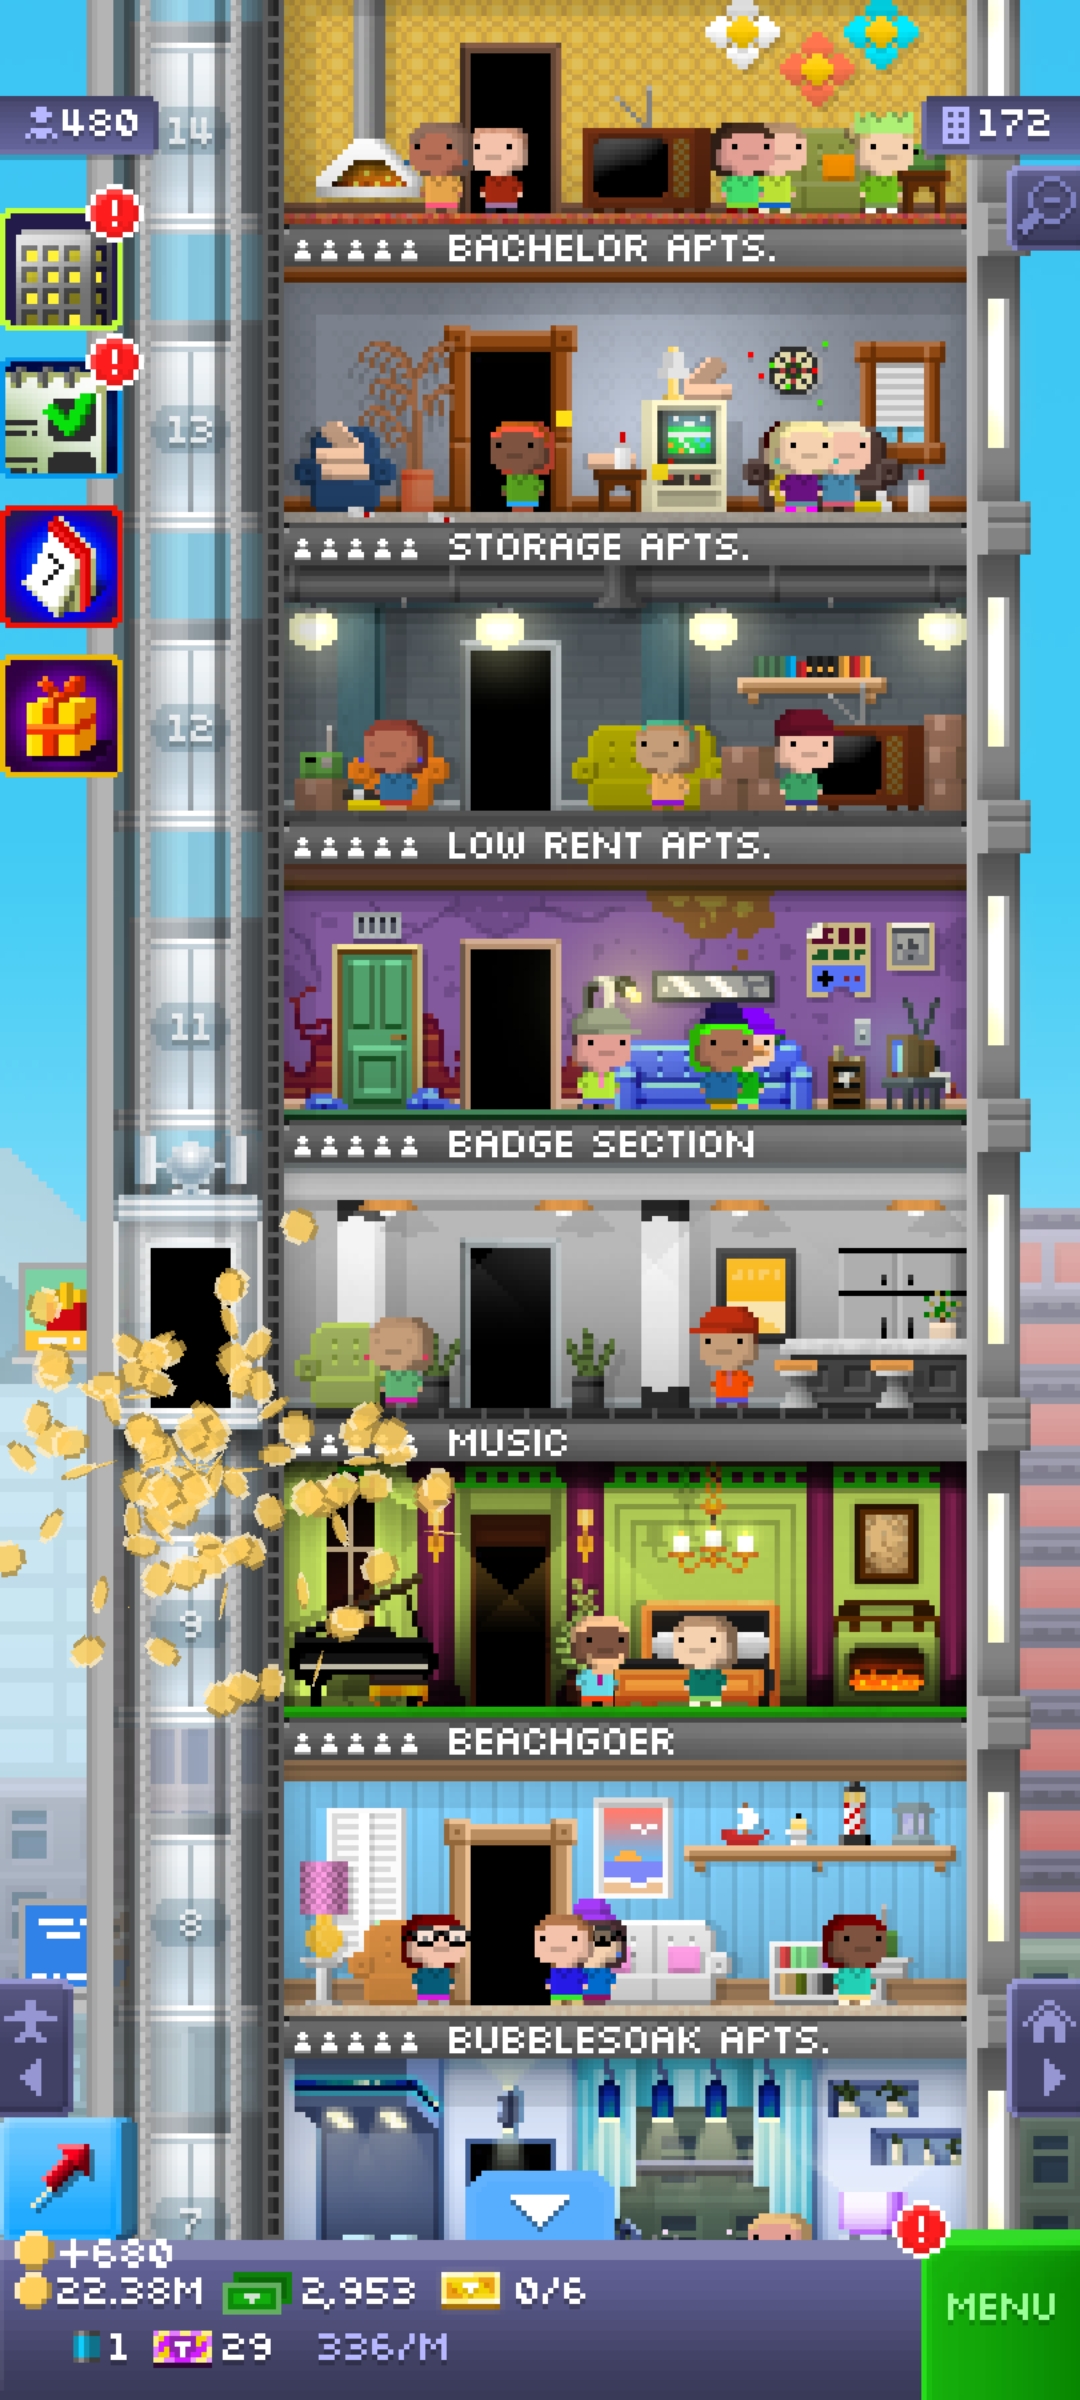 14
480
172
BACHELOR APTS.
13
7
STORAGE APTS.
12
LOW RENT APTS.
11
BADGE SECTION
MUSIC
9
BEACHGOER
8
BUBBLESOAK APTS.
7
+680
22.38M 2,953 0/6
MENU
1 29 336/M